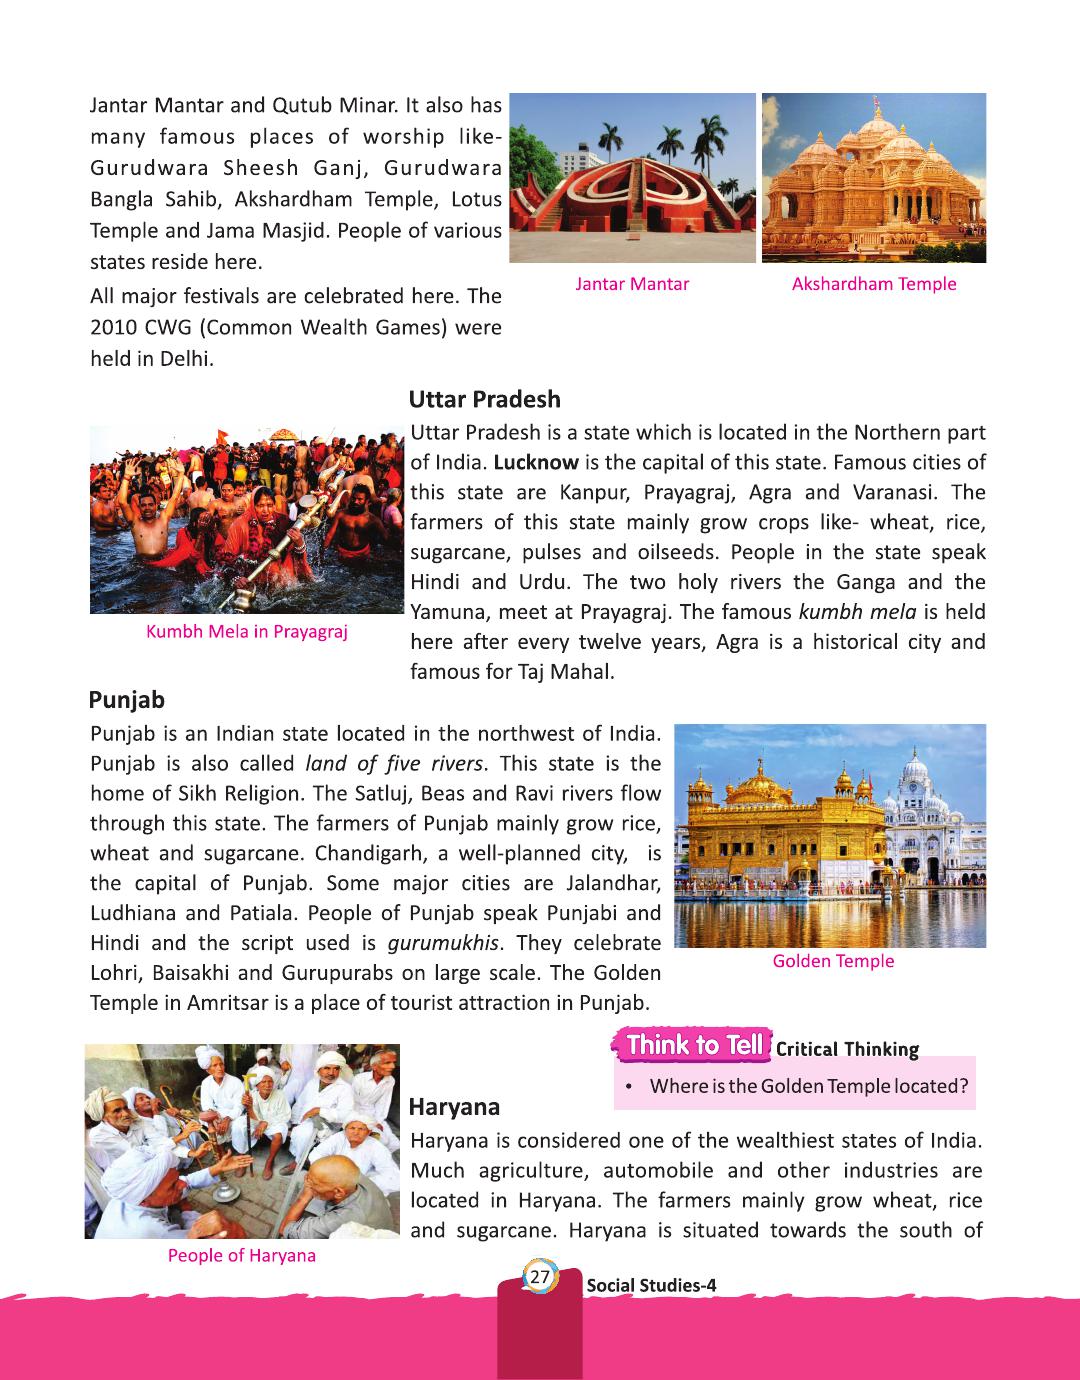 Jantar Mantar and Qutub Minar. It also has
many famous places of worship like-
Gurudwara Sheesh Ganj, Gurudwara
Bangla Sahib, Akshardham Temple, Lotus
Temple and Jama Masjid. People of various
states reside here.
All major festivals are celebrated here. The
2010 CWG (Common Wealth Games) were
held in Delhi.
Jantar Mantar
Akshardham Temple
Uttar Pradesh
Uttar Pradesh is a state which is located in the Northern part
of India. Lucknow is the capital of this state. Famous cities of
this state are Kanpur, Prayagraj, Agra and Varanasi. The
farmers of this state mainly grow crops like- wheat, rice,
sugarcane, pulses and oilseeds. People in the state speak
Hindi and Urdu. The two holy rivers the Ganga and the
Yamuna, meet at Prayagraj. The famous kumbh mela is held
here after every twelve years, Agra is a historical city and
famous for Taj Mahal.
Kumbh Mela in Prayagraj
Punjab
Punjab is an Indian state located in the northwest of India.
Punjab is also called land of five rivers. This state is the
home of Sikh Religion. The Satluj, Beas and Ravi rivers flow
through this state. The farmers of Punjab mainly grow rice,
wheat and sugarcane. Chandigarh, a well-planned city, is
the capital of Punjab. Some major cities are Jalandhar,
Ludhiana and Patiala. People of Punjab speak Punjabi and
Hindi and the script used is gurumukhis. They celebrate
Lohri, Baisakhi and Gurupurabs on large scale. The Golden
Temple in Amritsar is a place of tourist attraction in Punjab.
Golden Temple
Think to Tell Critical Thinking
• Where is the Golden Temple located?
Haryana
Haryana is considered one of the wealthiest states of India.
Much agriculture, automobile and other industries are
located in Haryana. The farmers mainly grow wheat, rice
and sugarcane. Haryana is situated towards the south of
People of Haryana
27
Social Studies-4